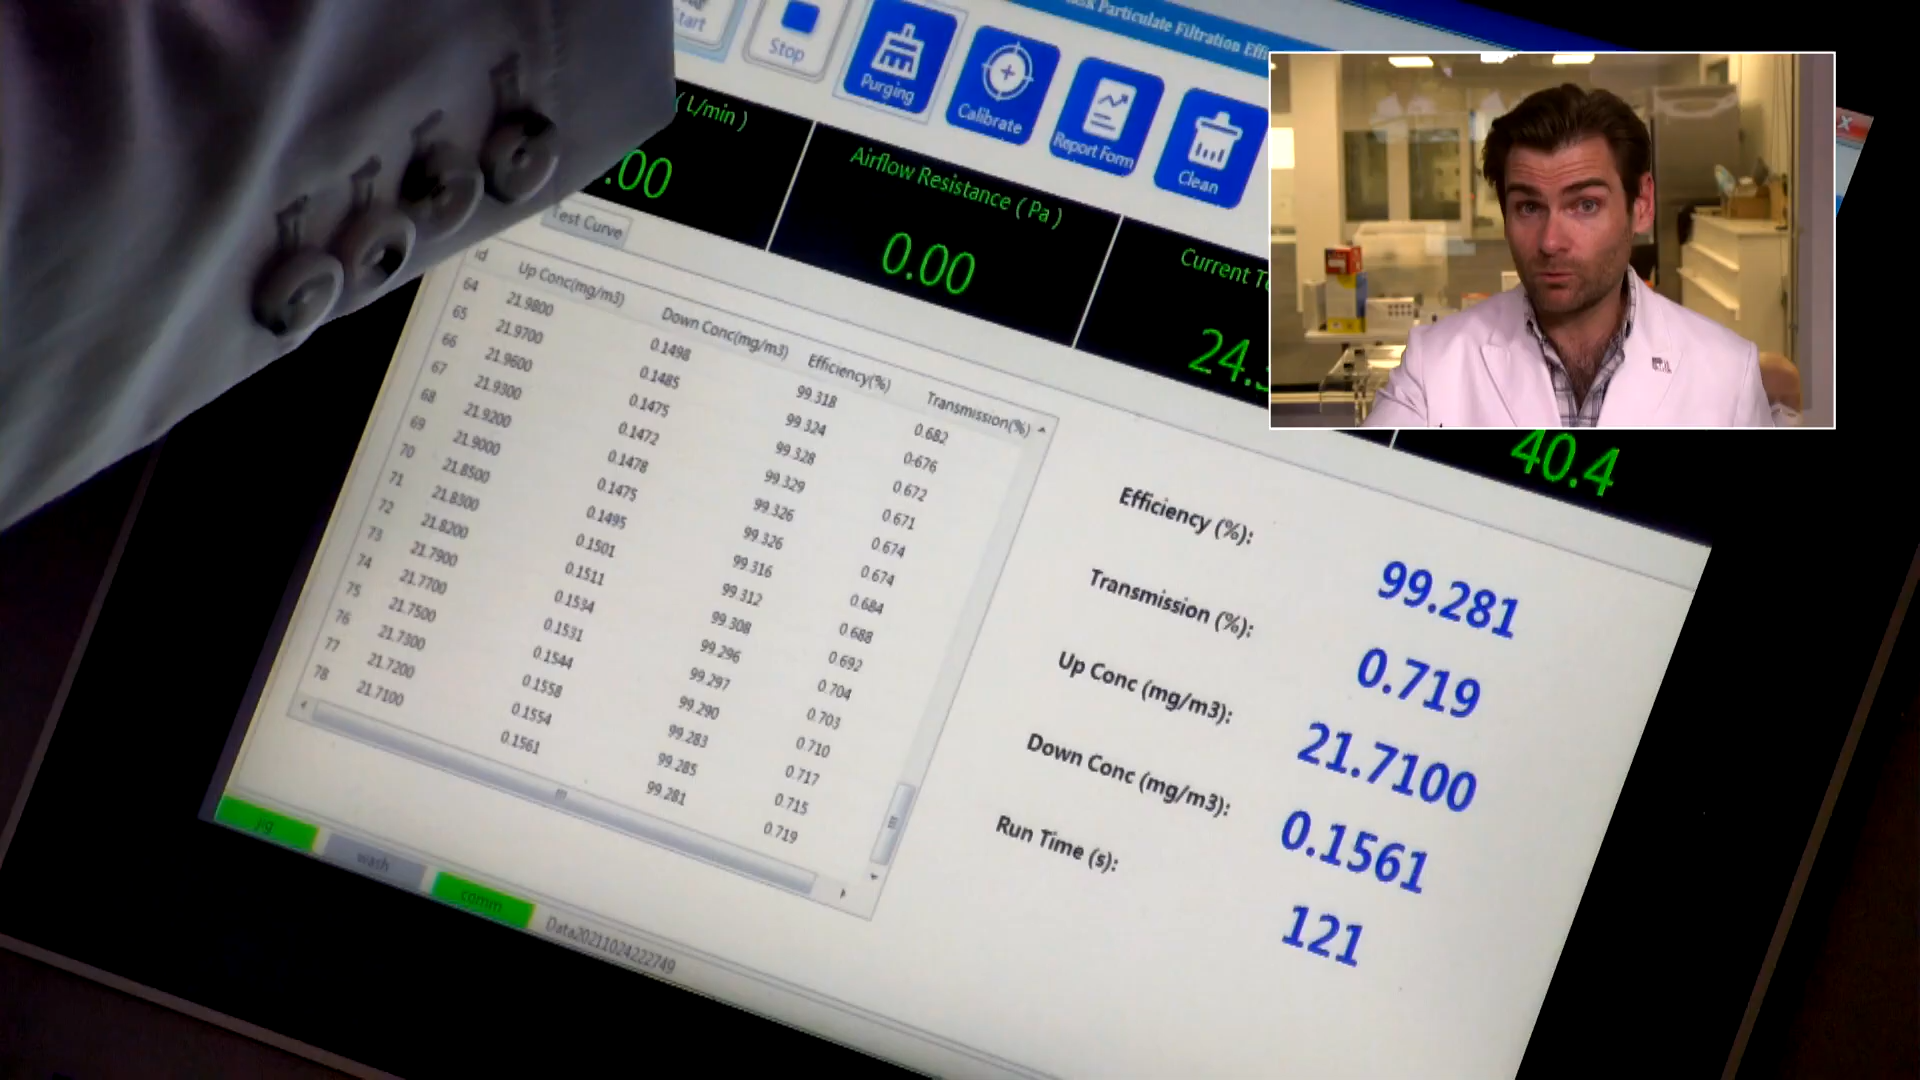 Start
Stop
Purging
Calibrate
Report Form
Clean
Particulate Filtration
( L/min )
.00
Airflow Resistance ( Pa )
0.00
Current
24.
40.4
Test Curve
id Up Conc(mg/m3) Down Conc(mg/m3) Efficiency(%) Transmission(%)
64 21.9800 0.1498 99.318 0.682
65 21.9700 0.1485 99.324 0.676
66 21.9600 0.1475 99.328 0.672
67 21.9300 0.1472 99.329 0.671
68 21.9200 0.1478 99.326 0.674
69 21.9000 0.1475 99.326 0.674
70 21.8500 0.1495 99.316 0.684
71 21.8300 0.1501 99.312 0.688
72 21.8200 0.1511 99.308 0.692
73 21.7900 0.1534 99.296 0.704
74 21.7700 0.1531 99.297 0.703
75 21.7500 0.1544 99.290 0.710
76 21.7300 0.1558 99.283 0.717
77 21.7200 0.1554 99.285 0.715
78 21.7100 0.1561 99.281 0.719
Efficiency (%): 99.281
Transmission (%): 0.719
Up Conc (mg/m3): 21.7100
Down Conc (mg/m3): 0.1561
Run Time (s): 121
jig
wash
comm
Data20211024222749